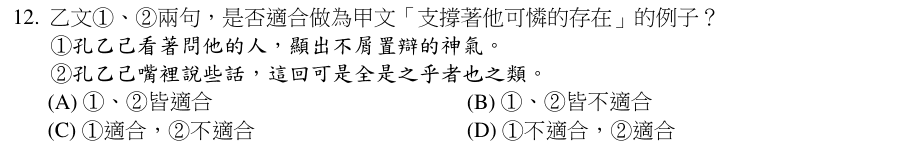 12. 乙文①、②兩句，是否適合做為甲文「支撐著他可憐的存在」的例子？
①孔乙己看著問他的人，顯出不屑置辯的神氣。
②孔乙己嘴裡說些話，這回可是全是之乎者也之類。
(A) ①、②皆適合 (B) ①、②皆不適合
(C) ①適合，②不適合 (D) ①不適合，②適合